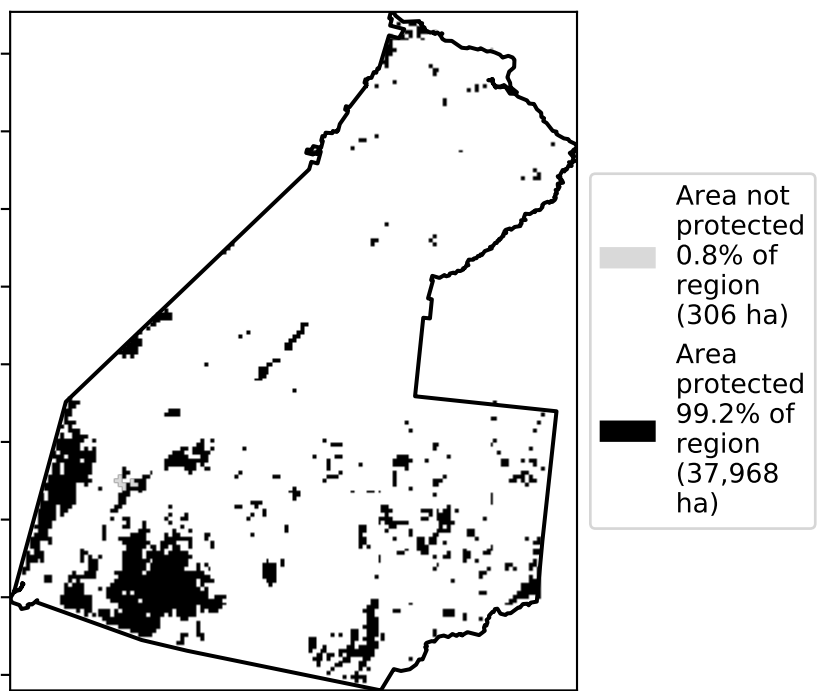 Area not
protected
0.8% of
region
(306 ha)
Area
protected
99.2% of
region
(37,968
ha)